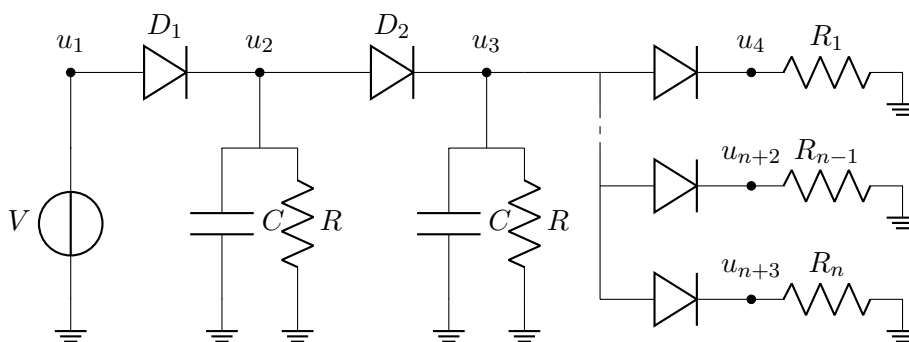 u₁ D₁ u₂ D₂ u₃ u₄ R₁
uₙ₊₂ Rₙ₋₁
V C R C R
uₙ₊₃ Rₙ